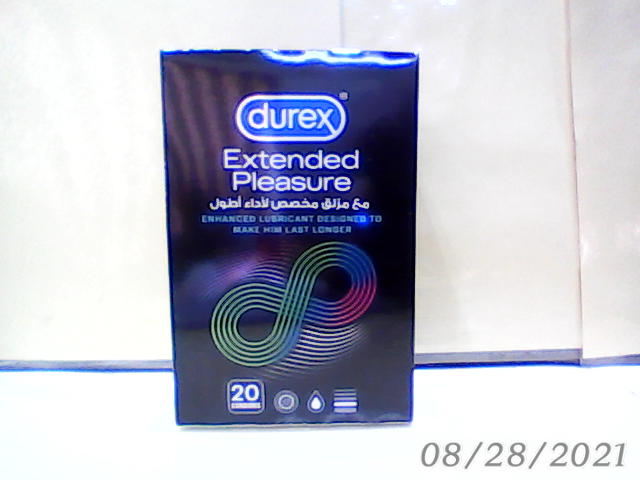 durex
Extended
Pleasure
مع مزلق مخصص لأداء أطول
ENHANCED LUBRICANT DESIGNED TO
MAKE HIM LAST LONGER
20
08/28/2021